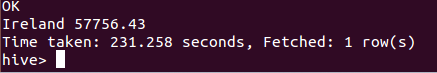 OK
Ireland 57756.43
Time taken: 231.258 seconds, Fetched: 1 row(s)
hive>